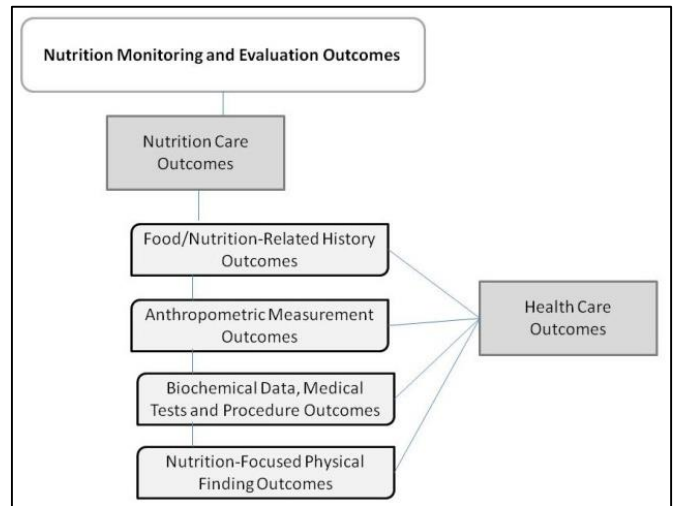 Nutrition Monitoring and Evaluation Outcomes
Nutrition Care
Outcomes
Food/Nutrition-Related History
Outcomes
Anthropometric Measurement
Outcomes
Biochemical Data, Medical
Tests and Procedure Outcomes
Nutrition-Focused Physical
Finding Outcomes
Health Care
Outcomes